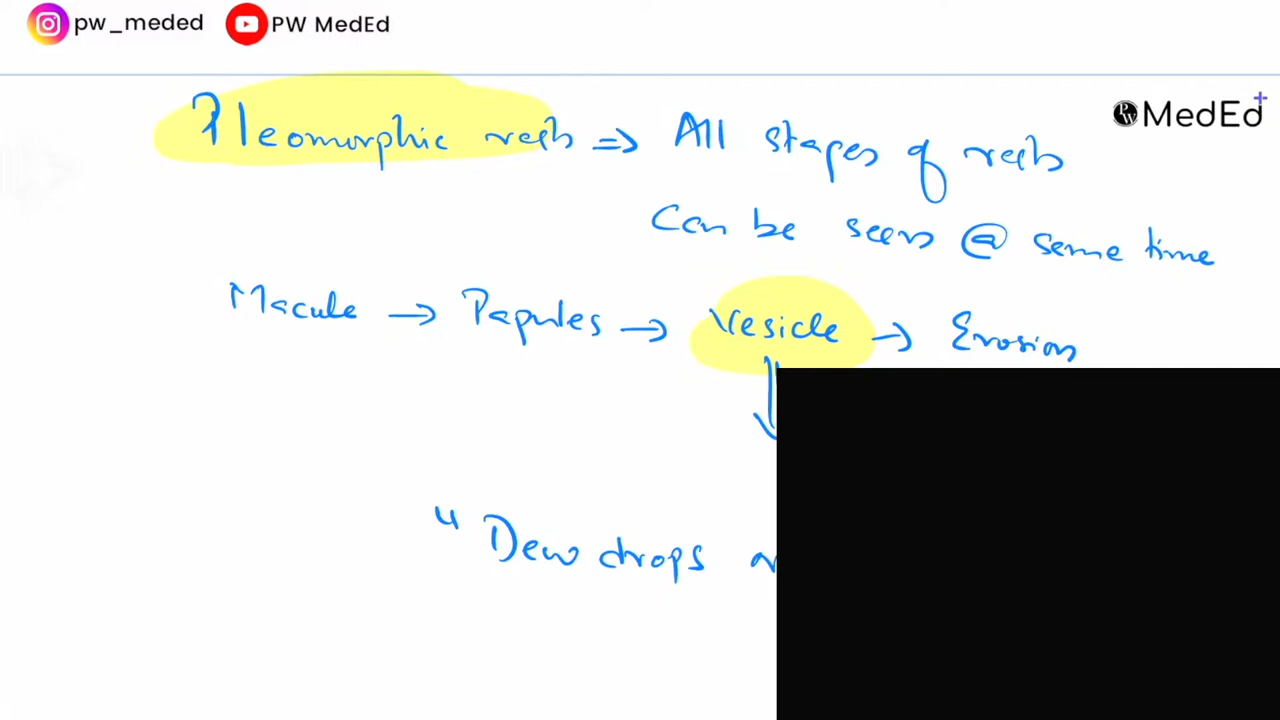 pw_meded PW MedEd
MedEd+
Pleomorphic rash => All stages of rash
Can be seen @ same time
Macule → Papules → Vesicle → Erosion
" Dew drops